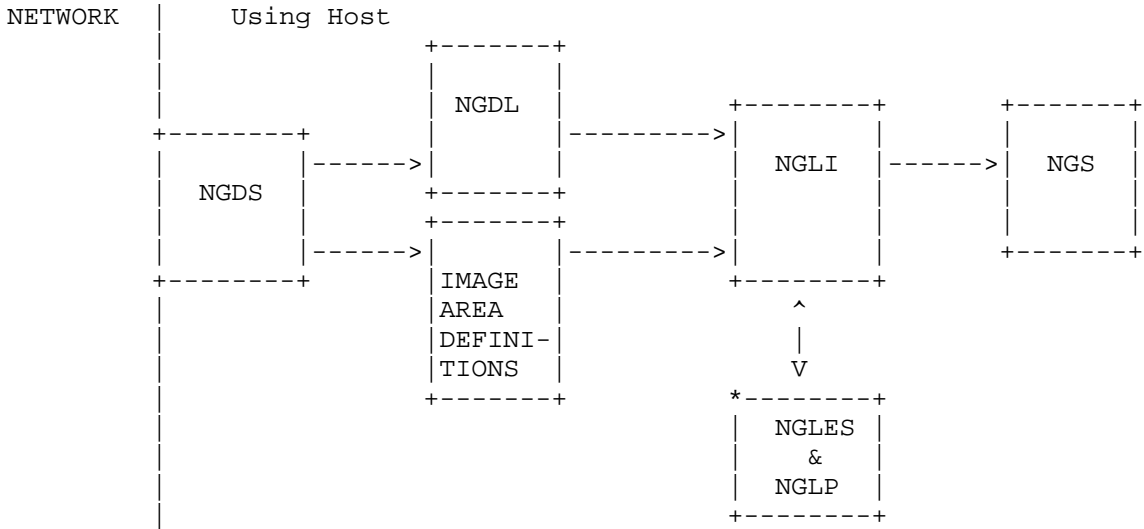 NETWORK Using Host
NGDL
NGLI
NGS
NGDS
IMAGE
AREA
DEFINI-
TIONS
NGLES
&
NGLP